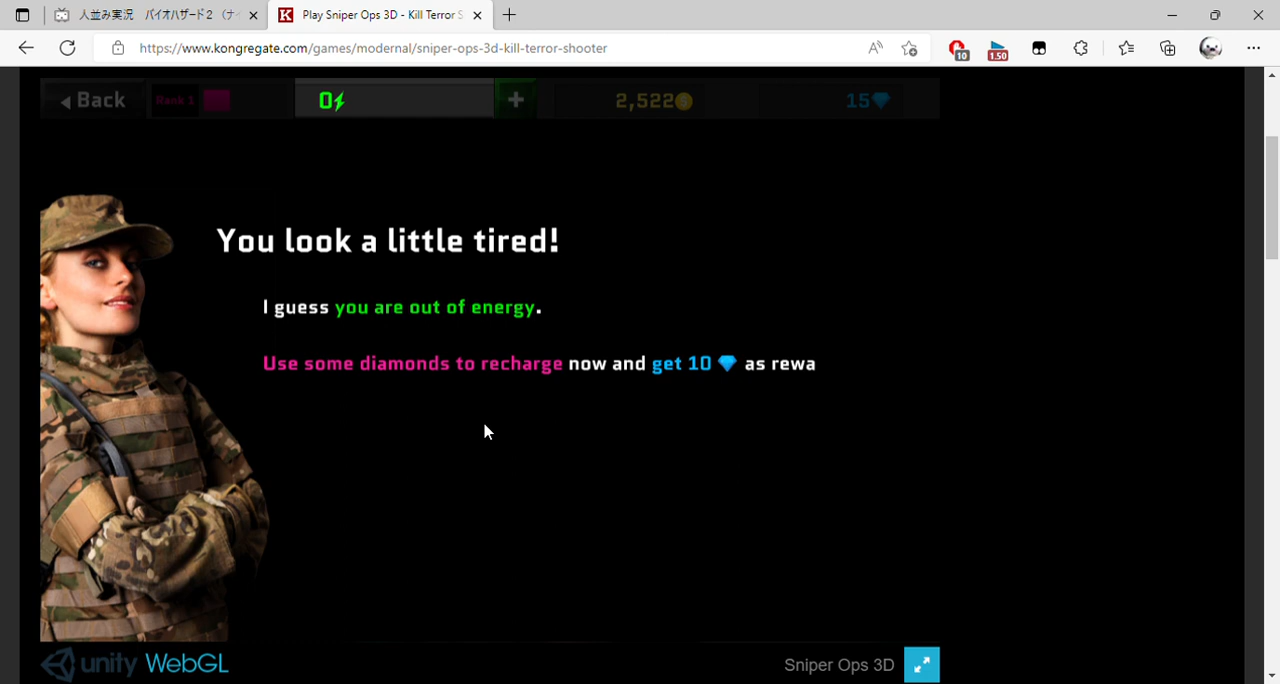 人並み実況 バイオハザード２ （ナイ
Play Sniper Ops 3D - Kill Terror S
https://www.kongregate.com/games/modernal/sniper-ops-3d-kill-terror-shooter
10
1.50
Back
Rank 1
0
2,522
15
You look a little tired!
I guess you are out of energy.
Use some diamonds to recharge now and get 10 as rewa
unity WebGL
Sniper Ops 3D